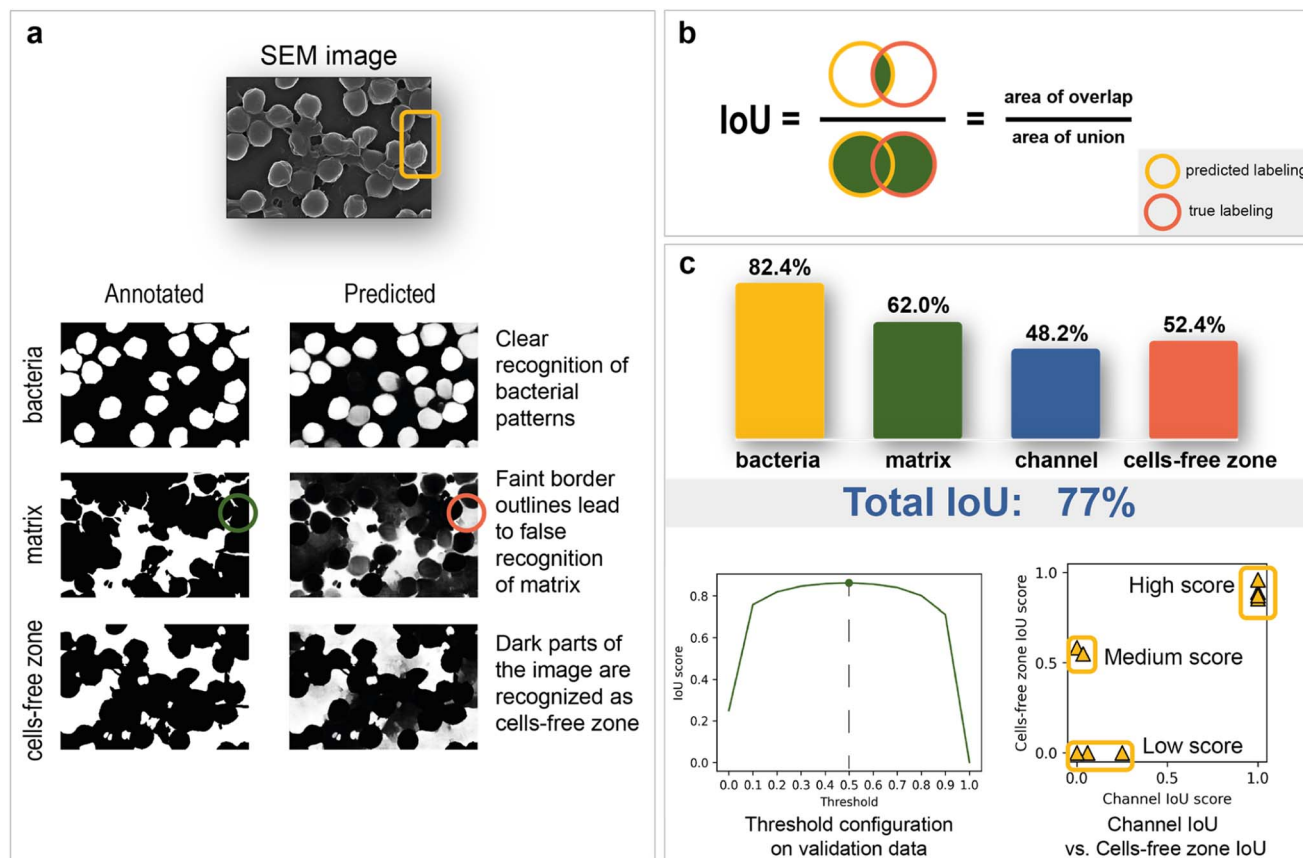 a
SEM image
Annotated
Predicted
bacteria
Clear
recognition of
bacterial
patterns
matrix
Faint border
outlines lead
to false
recognition
of matrix
cells-free zone
Dark parts of
the image are
recognized as
cells-free zone
b
IoU = = area of overlap
area of union
predicted labeling
true labeling
c
82.4%
62.0%
48.2%
52.4%
bacteria
matrix
channel
cells-free zone
Total IoU: 77%
IoU score
0.8
0.6
0.4
0.2
0.0
0.0 0.1 0.2 0.3 0.4 0.5 0.6 0.7 0.8 0.9 1.0
Threshold
Threshold configuration
on validation data
Cells-free zone IoU score
1.0
0.5
0.0
High score
Medium score
Low score
0.0 0.5 1.0
Channel IoU score
Channel IoU
vs. Cells-free zone IoU